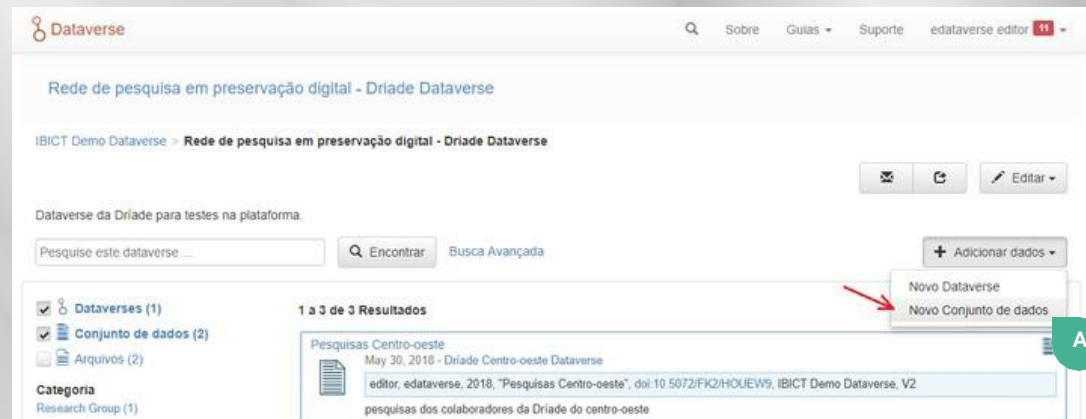 Dataverse
Sobre Guias Suporte edataverse editor 11
Rede de pesquisa em preservação digital - Driade Dataverse
IBICT Demo Dataverse > Rede de pesquisa em preservação digital - Driade Dataverse
Editar
Dataverse da Dríade para testes na plataforma.
Pesquise este dataverse ... Encontrar Busca Avançada Adicionar dados
Novo Dataverse
Novo Conjunto de dados
Dataverses (1)
Conjunto de dados (2)
Arquivos (2)
Categoria
Research Group (1)
1 a 3 de 3 Resultados
Pesquisas Centro-oeste
May 30, 2018 - Dríade Centro-oeste Dataverse
editor, edataverse, 2018, "Pesquisas Centro-oeste", doi:10.5072/FK2/HOUEW9, IBICT Demo Dataverse, V2
pesquisas dos colaboradores da Dríade do centro-oeste
A